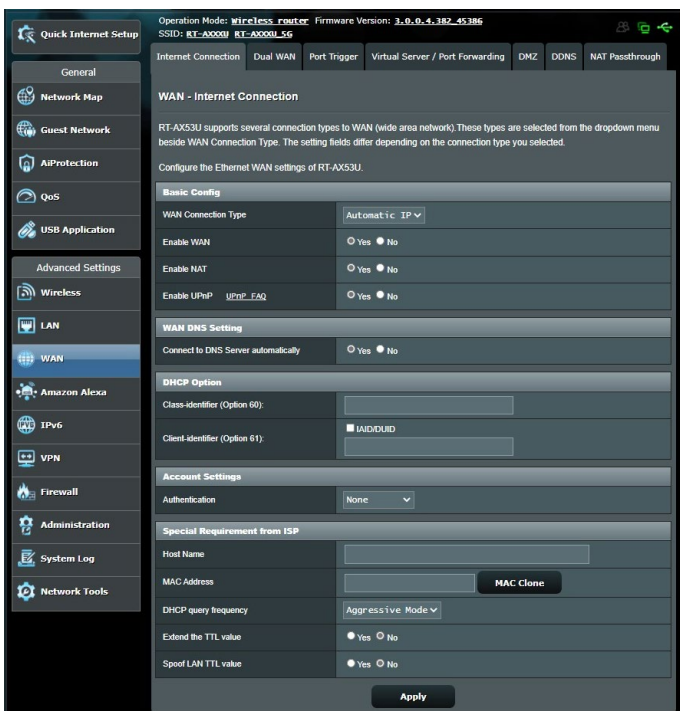 Quick Internet Setup
Operation Mode: Wireless router Firmware Version: 3.0.0.4.382_45386
SSID: RT-AXXXU RT-AXXXU_5G
General
Network Map
Guest Network
AiProtection
QoS
USB Application
Advanced Settings
Wireless
LAN
WAN
Amazon Alexa
IPv6
VPN
Firewall
Administration
System Log
Network Tools
Internet Connection Dual WAN Port Trigger Virtual Server / Port Forwarding DMZ DDNS NAT Passthrough
WAN - Internet Connection
RT-AX53U supports several connection types to WAN (wide area network).These types are selected from the dropdown menu
beside WAN Connection Type. The setting fields differ depending on the connection type you selected.
Configure the Ethernet WAN settings of RT-AX53U.
Basic Config
WAN Connection Type Automatic IP
Enable WAN Yes No
Enable NAT Yes No
Enable UPnP UPnP FAQ Yes No
WAN DNS Setting
Connect to DNS Server automatically Yes No
DHCP Option
Class-identifier (Option 60):
Client-identifier (Option 61): IAID/DUID
Account Settings
Authentication None
Special Requirement from ISP
Host Name
MAC Address MAC Clone
DHCP query frequency Aggressive Mode
Extend the TTL value Yes No
Spoof LAN TTL value Yes No
Apply